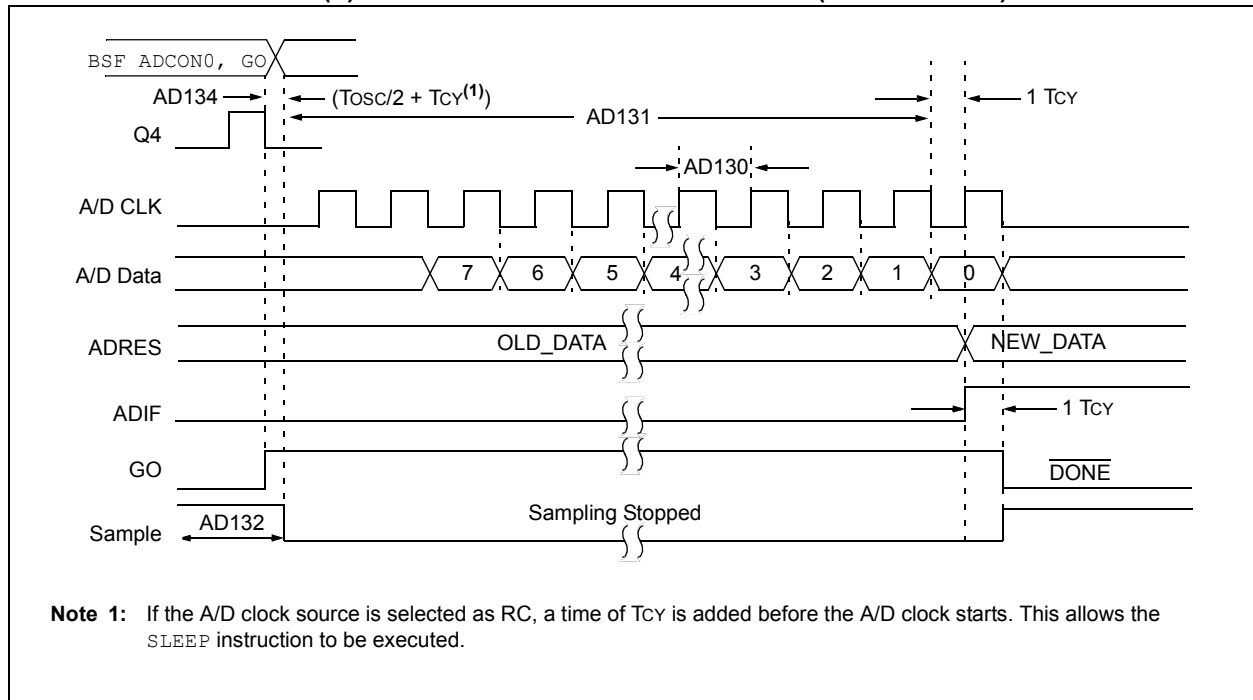 BSF ADCON0, GO
AD134 (TOSC/2 + TCY(1)) 1 TCY
AD131
Q4
AD130
A/D CLK
A/D Data 7 6 5 4 3 2 1 0
ADRES OLD_DATA NEW_DATA
ADIF 1 TCY
GO DONE
Sample AD132 Sampling Stopped
Note 1: If the A/D clock source is selected as RC, a time of TCY is added before the A/D clock starts. This allows the
SLEEP instruction to be executed.